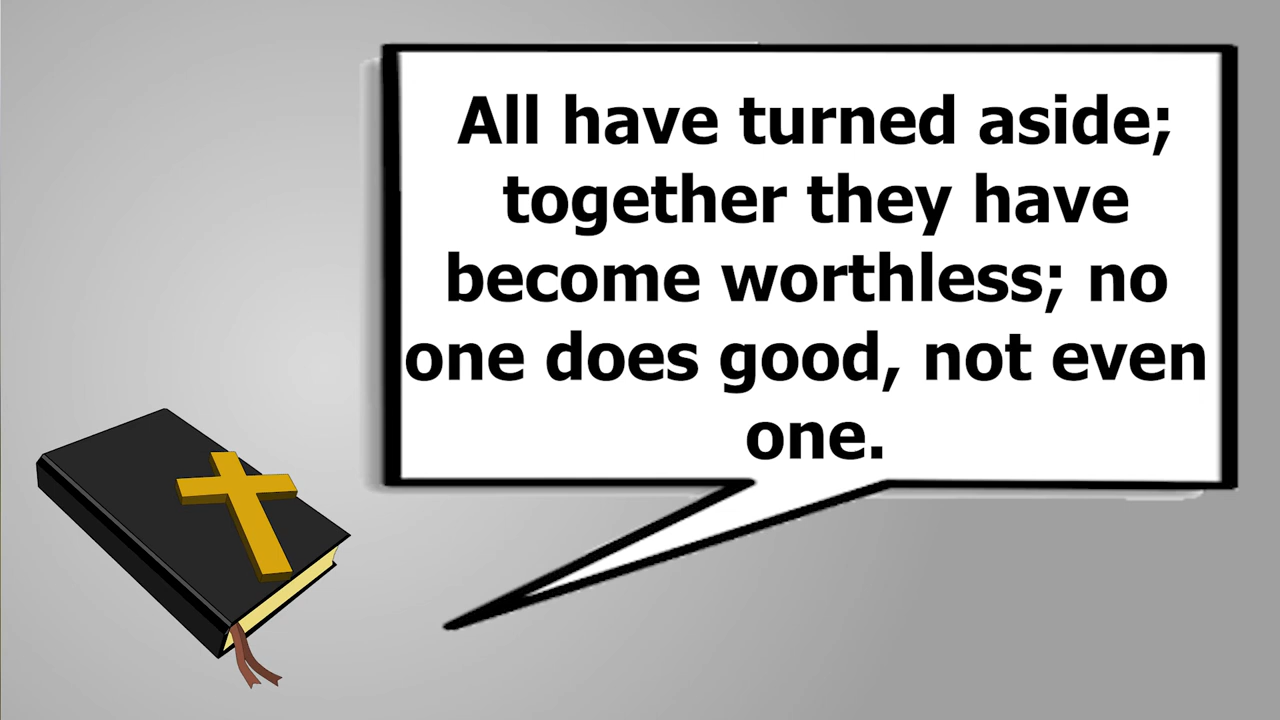 All have turned aside;
together they have
become worthless; no
one does good, not even
one.